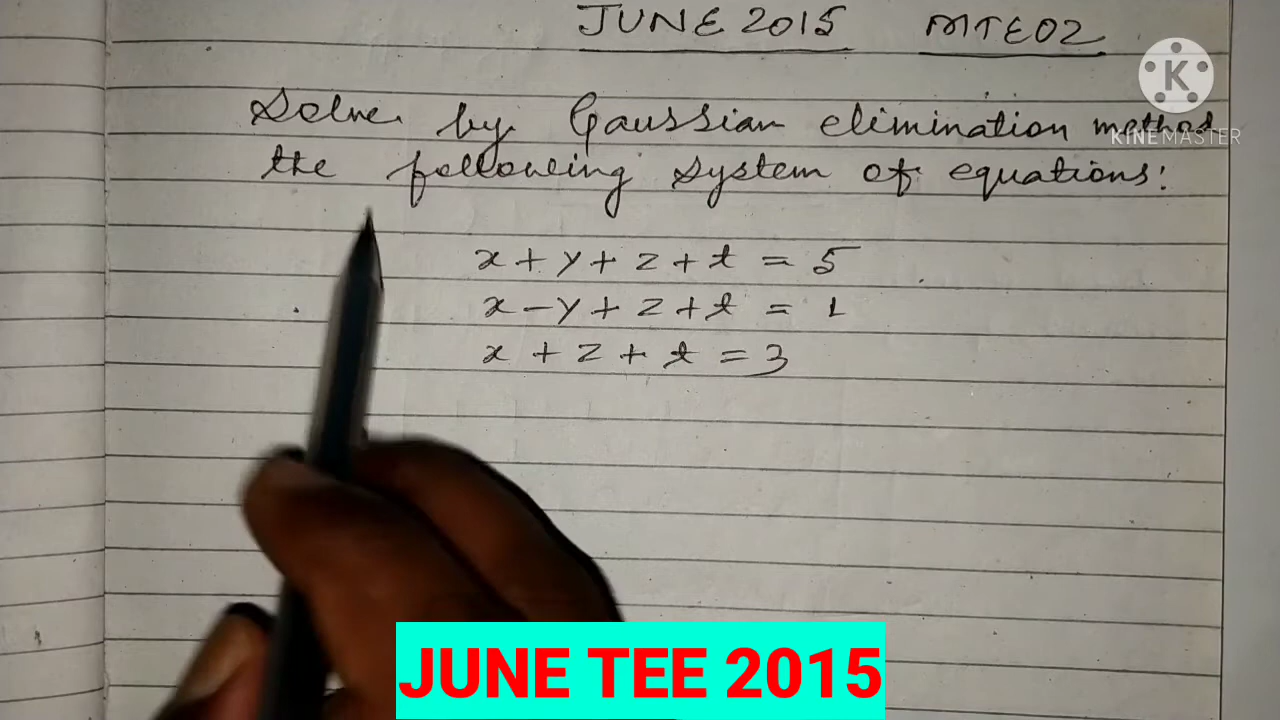 JUNE 2015 MTE02
Solve by Gaussian elimination method
KINEMASTER
the following system of equations:
x + y + z + t = 5
x - y + z + t = 1
x + z + t = 3
JUNE TEE 2015